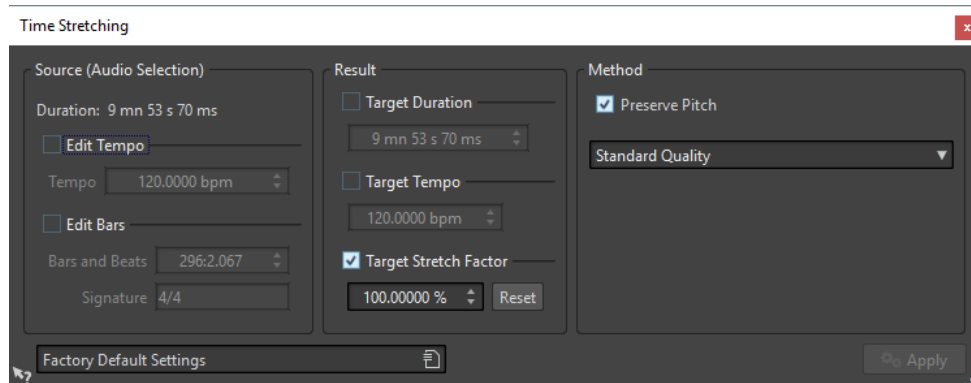 Time Stretching
x
Source (Audio Selection)
Duration: 9 mn 53 s 70 ms
Edit Tempo
Tempo 120.0000 bpm
Edit Bars
Bars and Beats 296:2.067
Signature 4/4
Result
Target Duration
9 mn 53 s 70 ms
Target Tempo
120.0000 bpm
Target Stretch Factor
100.00000 % Reset
Method
Preserve Pitch
Standard Quality
Factory Default Settings
Apply
?